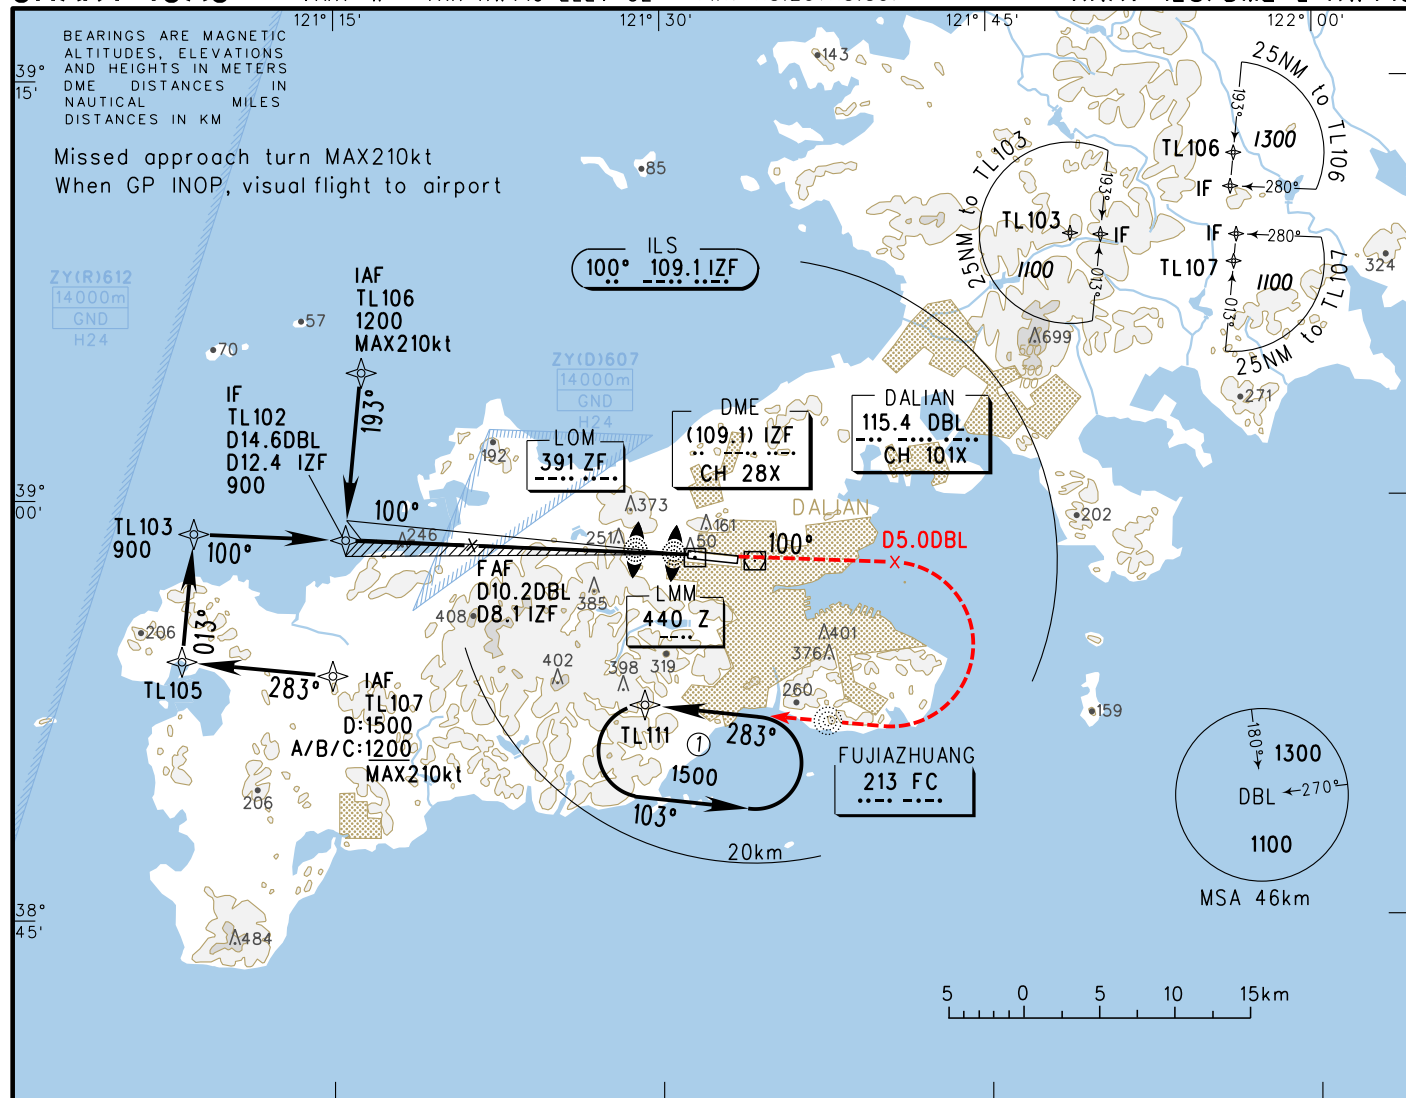 121°15'
121°30'
121°45'
122°00'
BEARINGS ARE MAGNETIC
ALTITUDES, ELEVATIONS
AND HEIGHTS IN METERS
DME DISTANCES IN
NAUTICAL MILES
DISTANCES IN KM
39°
15'
Missed approach turn MAX210kt
When GP INOP, visual flight to airport
143
85
25NM to TL103
193°
TL103
IF
1100
013°
25NM to TL106
193°
1300
TL106
IF
280°
IF
280°
TL107
1100
013°
25NM to TL107
324
ILS
100° 109.1 IZF
ZY(R)612
14000m
GND
H24
57
70
IAF
TL106
1200
MAX210kt
193°
ZY(D)607
14000m
GND
H24
699
500
300
100
271
IF
TL102
D14.6DBL
D12.4 IZF
900
192
LOM
391 ZF
DME
(109.1) IZF
CH 28X
DALIAN
115.4 DBL
CH 101X
39°
00'
373
161
DALIAN
202
TL103
900
100°
100°
246
251
50
100°
D5.0DBL
FAF
D10.2DBL
D8.1 IZF
408
385
LMM
440 Z
401
376
206
013°
TL105
283°
IAF
TL107
D:1500
A/B/C:1200
MAX210kt
402
398
319
260
159
TL111
1
283°
1500
103°
FUJIAZHUANG
213 FC
206
20km
180°
1300
DBL
270°
1100
MSA 46km
38°
45'
484
5 0 5 10 15km